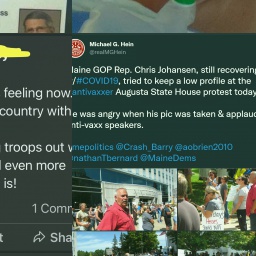 Michael G. Hein
@realMGHein
Maine GOP Rep. Chris Johansen, still recovering
/#COVID19, tried to keep a low profile at the
antivaxxer Augusta State House protest today
e was angry when his pic was taken & applaud
anti-vaxx speakers.
mepolitics @Crash_Barry @aobrien2010
onathanTbernard @MaineDems
feeling now
country with
troops out w
even more
is!
1 Comm
Sha